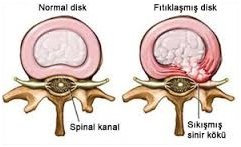 Normal disk
Fıtıklaşmış disk
Spinal kanal
Sıkışmış
sinir kökü